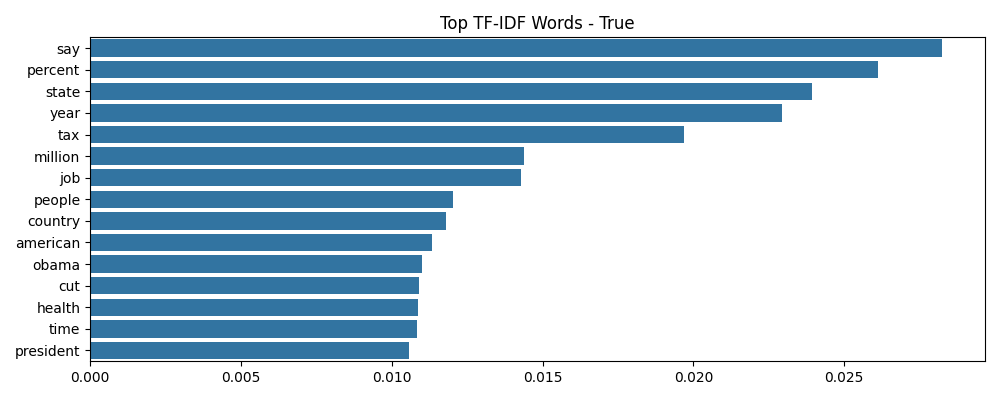 Top TF-IDF Words - True
say
percent
state
year
tax
million
job
people
country
american
obama
cut
health
time
president
0.000 0.005 0.010 0.015 0.020 0.025